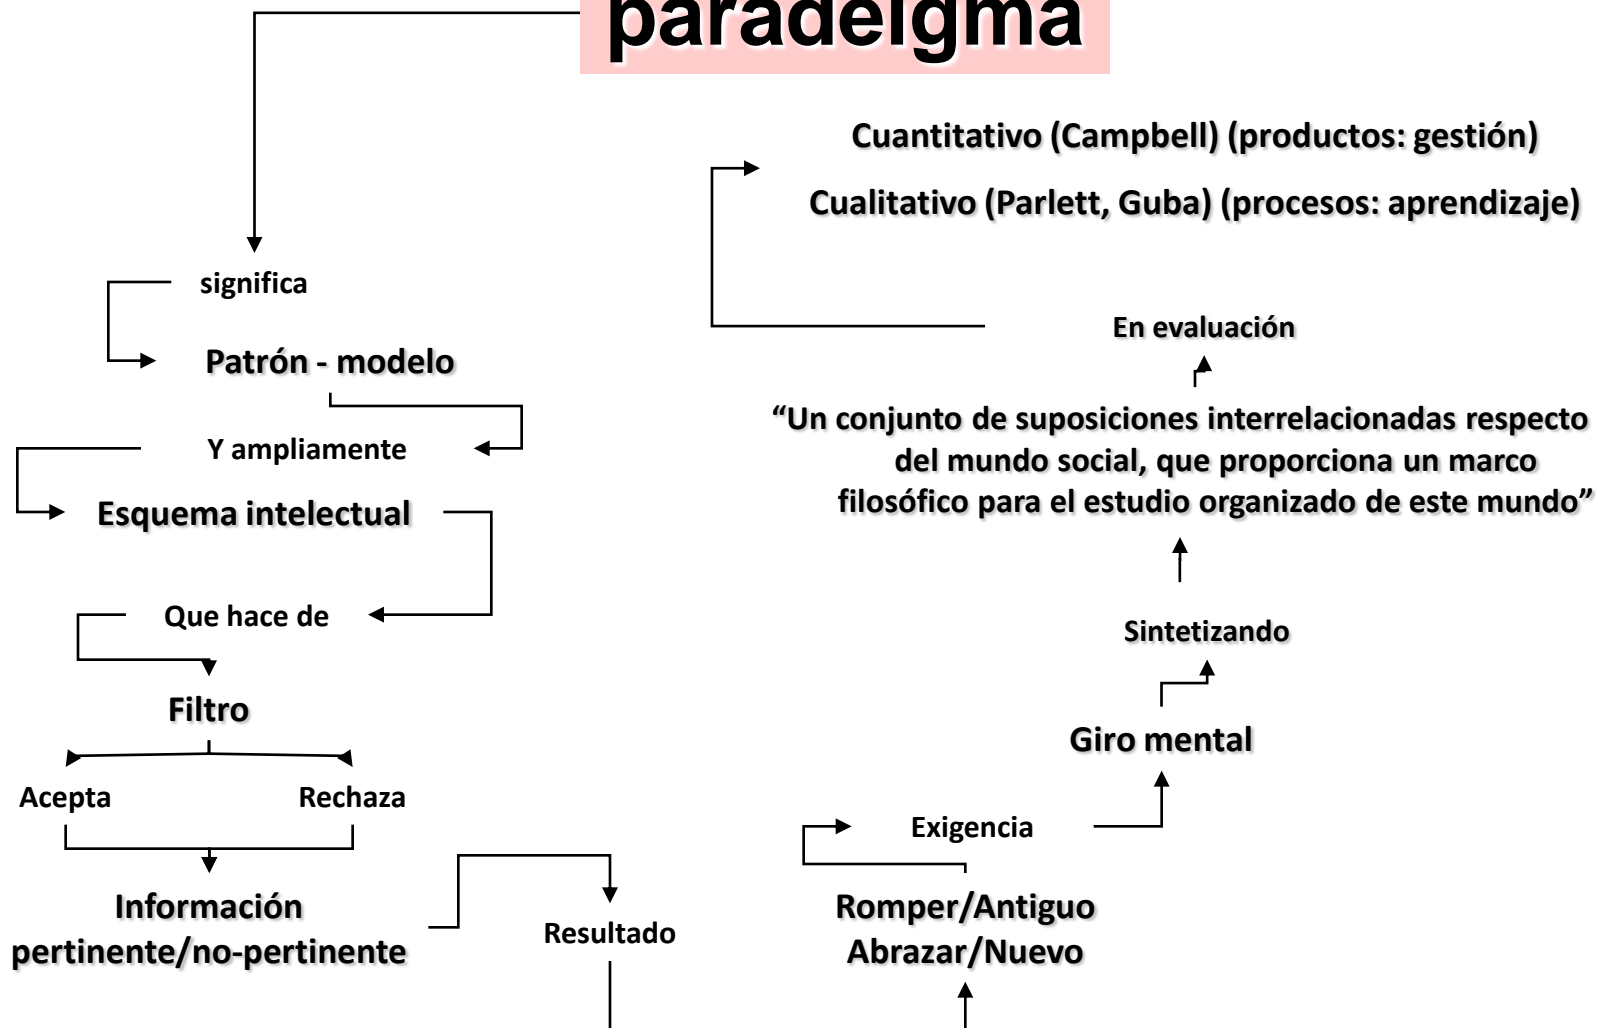 paradeigma
significa
Patrón - modelo
Y ampliamente
Esquema intelectual
Que hace de
Filtro
Acepta
Rechaza
Información
pertinente/no-pertinente
Resultado
Romper/Antiguo
Abrazar/Nuevo
Exigencia
Giro mental
Sintetizando
“Un conjunto de suposiciones interrelacionadas respecto
del mundo social, que proporciona un marco
filosófico para el estudio organizado de este mundo”
En evaluación
Cuantitativo (Campbell) (productos: gestión)
Cualitativo (Parlett, Guba) (procesos: aprendizaje)